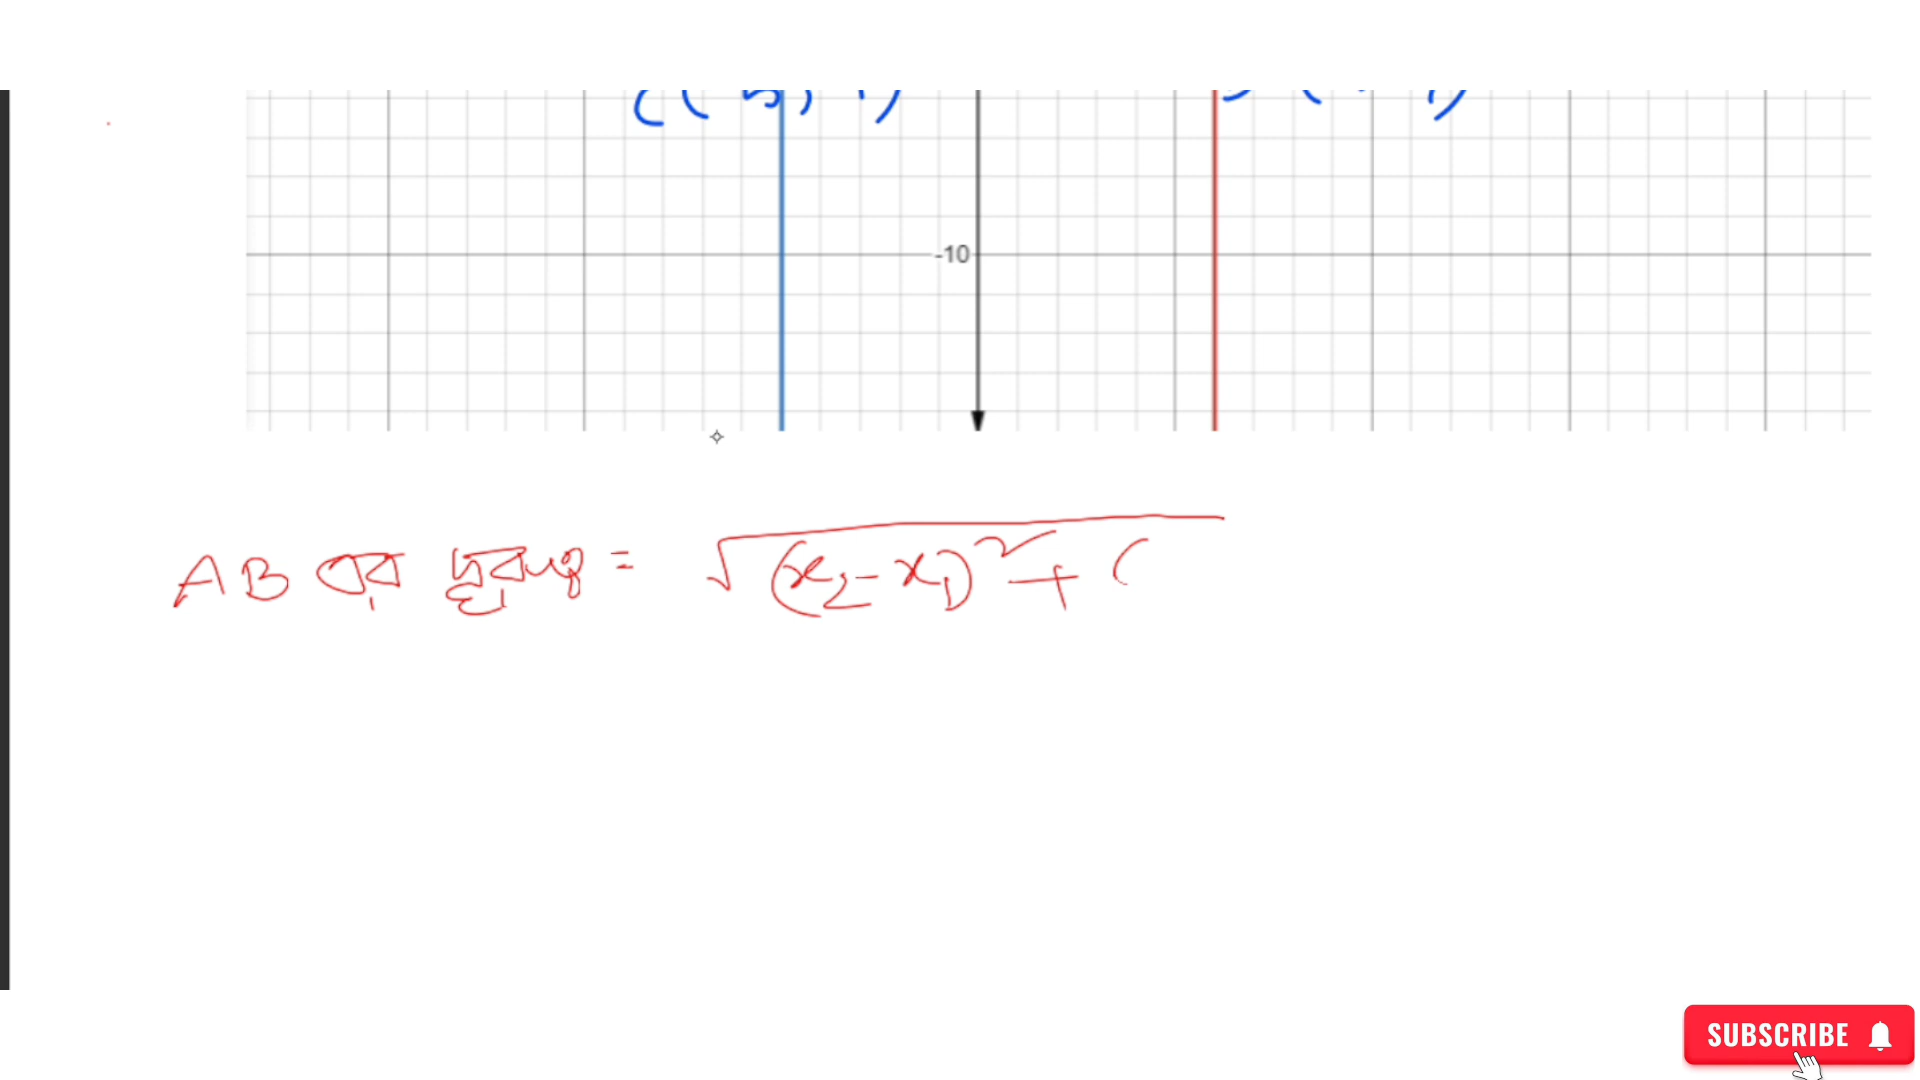 -10
AB এর দূরত্ব = √(x₂ - x₁)² + (
SUBSCRIBE